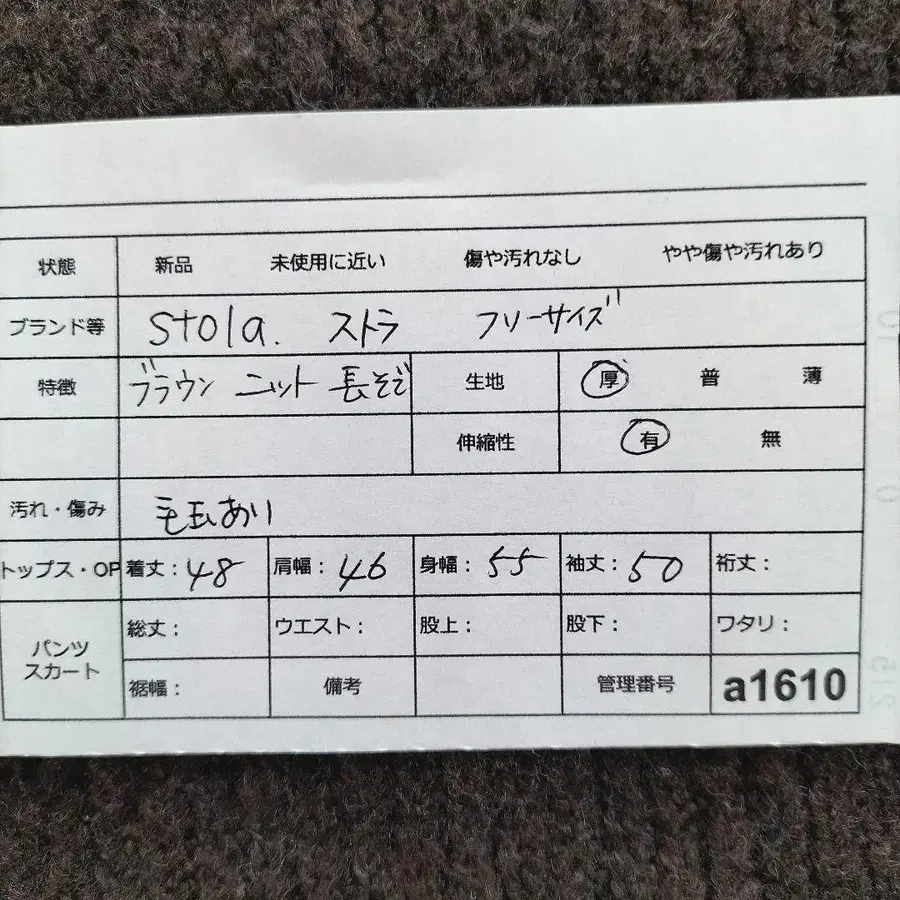 状態 新品 未使用に近い 傷や汚れなし やや傷や汚れあり
ブランド等 stola. ストラ フリーサイズ
特徴 ブラウン ニット 長そで 生地 厚 普 薄
伸縮性 有 無
汚れ・傷み 毛玉あり
トップス・OP 着丈：48 肩幅：46 身幅：55 袖丈：50 裄丈：
パンツ スカート 総丈： ウエスト： 股上： 股下： ワタリ：
裾幅： 備考 管理番号 a1610